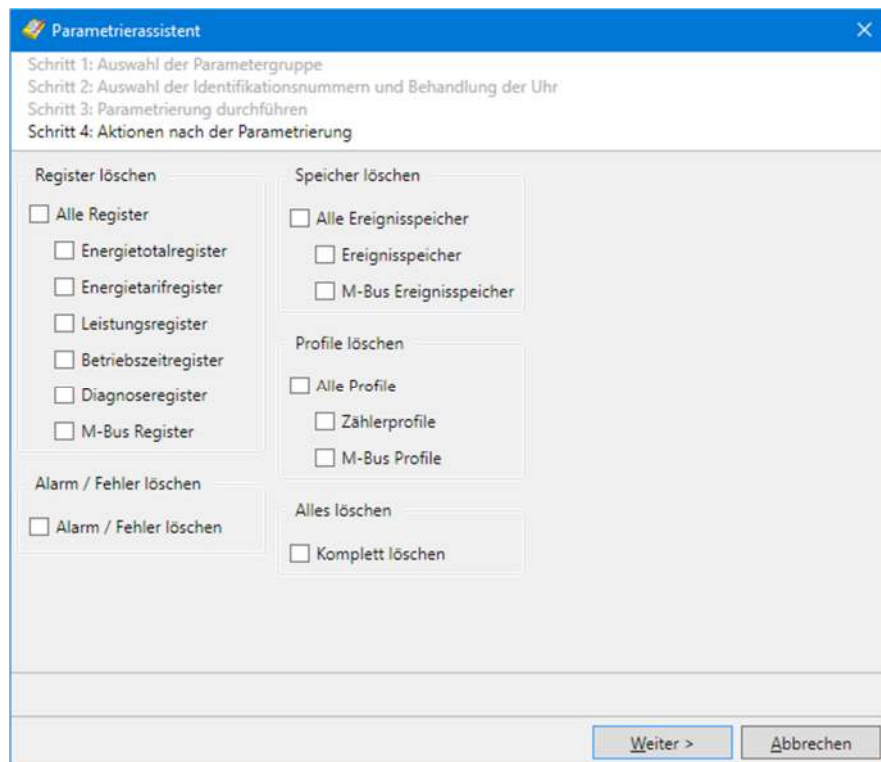 Parametrierassistent
Schritt 1: Auswahl der Parametergruppe
Schritt 2: Auswahl der Identifikationsnummern und Behandlung der Uhr
Schritt 3: Parametrierung durchführen
Schritt 4: Aktionen nach der Parametrierung
Register löschen
Alle Register
Energietotalregister
Energietarifregister
Leistungsregister
Betriebszeitregister
Diagnoseregister
M-Bus Register
Alarm / Fehler löschen
Alarm / Fehler löschen
Speicher löschen
Alle Ereignisspeicher
Ereignisspeicher
M-Bus Ereignisspeicher
Profile löschen
Alle Profile
Zählerprofile
M-Bus Profile
Alles löschen
Komplett löschen
Weiter >
Abbrechen